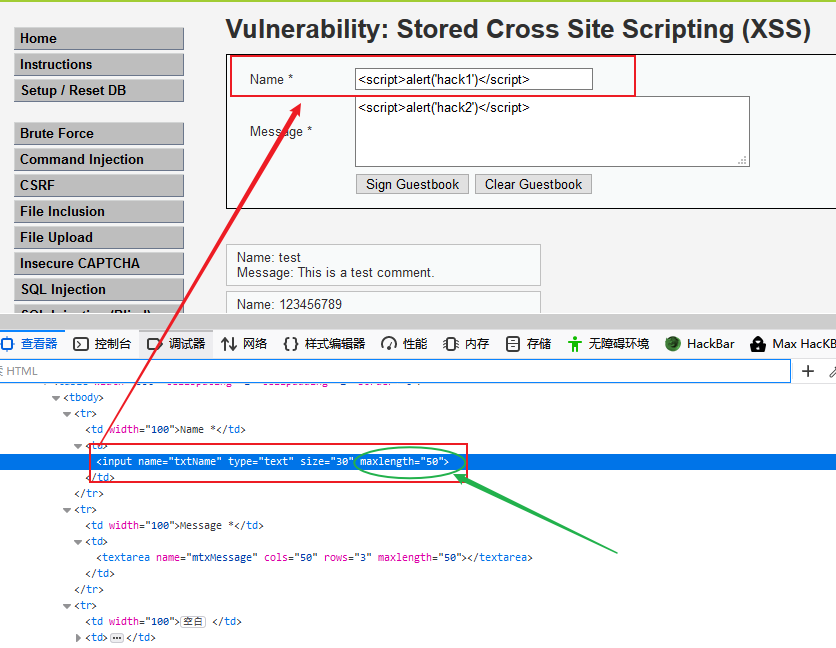 Vulnerability: Stored Cross Site Scripting (XSS)
Home
Instructions
Setup / Reset DB
Brute Force
Command Injection
CSRF
File Inclusion
File Upload
Insecure CAPTCHA
SQL Injection
Name * <script>alert('hack1')</script>
Message * <script>alert('hack2')</script>
Sign Guestbook Clear Guestbook
Name: test
Message: This is a test comment.
Name: 123456789
查看器 控制台 调试器 网络 样式编辑器 性能 内存 存储 无障碍环境 HackBar Max HackB
HTML
<tbody>
<tr>
<td width="100">Name *</td>
<td>
<input name="txtName" type="text" size="30" maxlength="50">
</td>
</tr>
<tr>
<td width="100">Message *</td>
<td>
<textarea name="mtxMessage" cols="50" rows="3" maxlength="50"></textarea>
</td>
</tr>
<tr>
<td width="100">空白 </td>
<td>⋯</td>